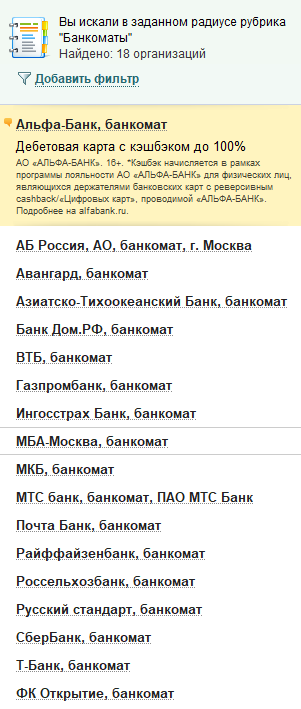 Вы искали в заданном радиусе рубрика
"Банкоматы"
Найдено: 18 организаций
Добавить фильтр
Альфа-Банк, банкомат
Дебетовая карта с кэшбэком до 100%
АО «АЛЬФА-БАНК». 16+. *Кэшбэк начисляется в рамках
программы лояльности АО «АЛЬФА-БАНК» для физических лиц,
являющихся держателями банковских карт с реверсивным
cashback/«Цифровых карт», проводимой «АЛЬФА-БАНК».
Подробнее на alfabank.ru.
АБ Россия, АО, банкомат, г. Москва
Авангард, банкомат
Азиатско-Тихоокеанский Банк, банкомат
Банк Дом.РФ, банкомат
ВТБ, банкомат
Газпромбанк, банкомат
Ингосстрах Банк, банкомат
МБА-Москва, банкомат
МКБ, банкомат
МТС банк, банкомат, ПАО МТС Банк
Почта Банк, банкомат
Райффайзенбанк, банкомат
Россельхозбанк, банкомат
Русский стандарт, банкомат
СберБанк, банкомат
Т-Банк, банкомат
ФК Открытие, банкомат